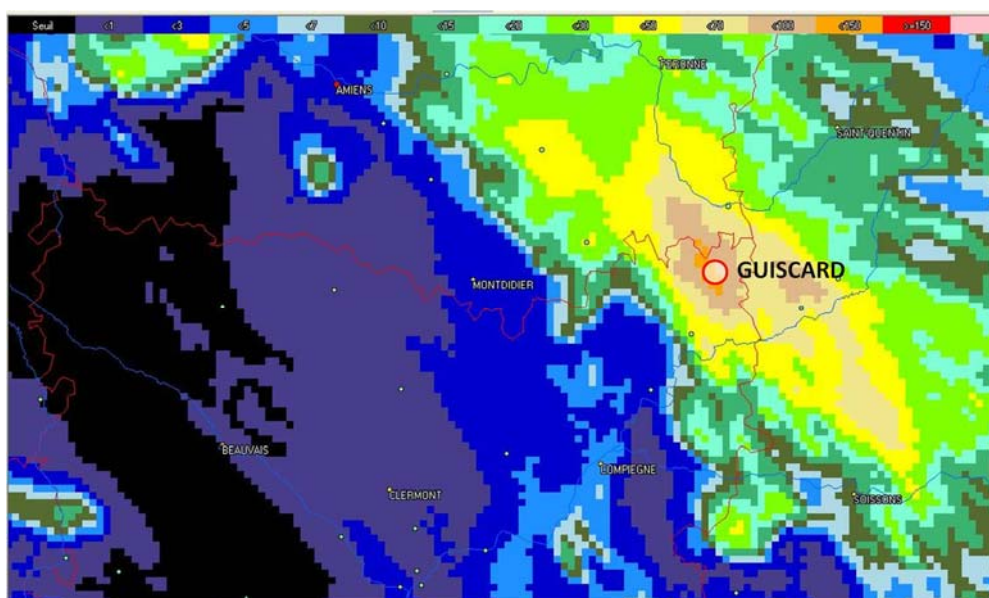 Seuil <1 <3 <5 <7 <10 <15 <20 <30 <50 <70 <100 <150 >=150
PERONNE
AMIENS
SAINT-QUENTIN
GUISCARD
MONTDIDIER
BEAUVAIS
COMPIEGNE
CLERMONT
SOISSONS